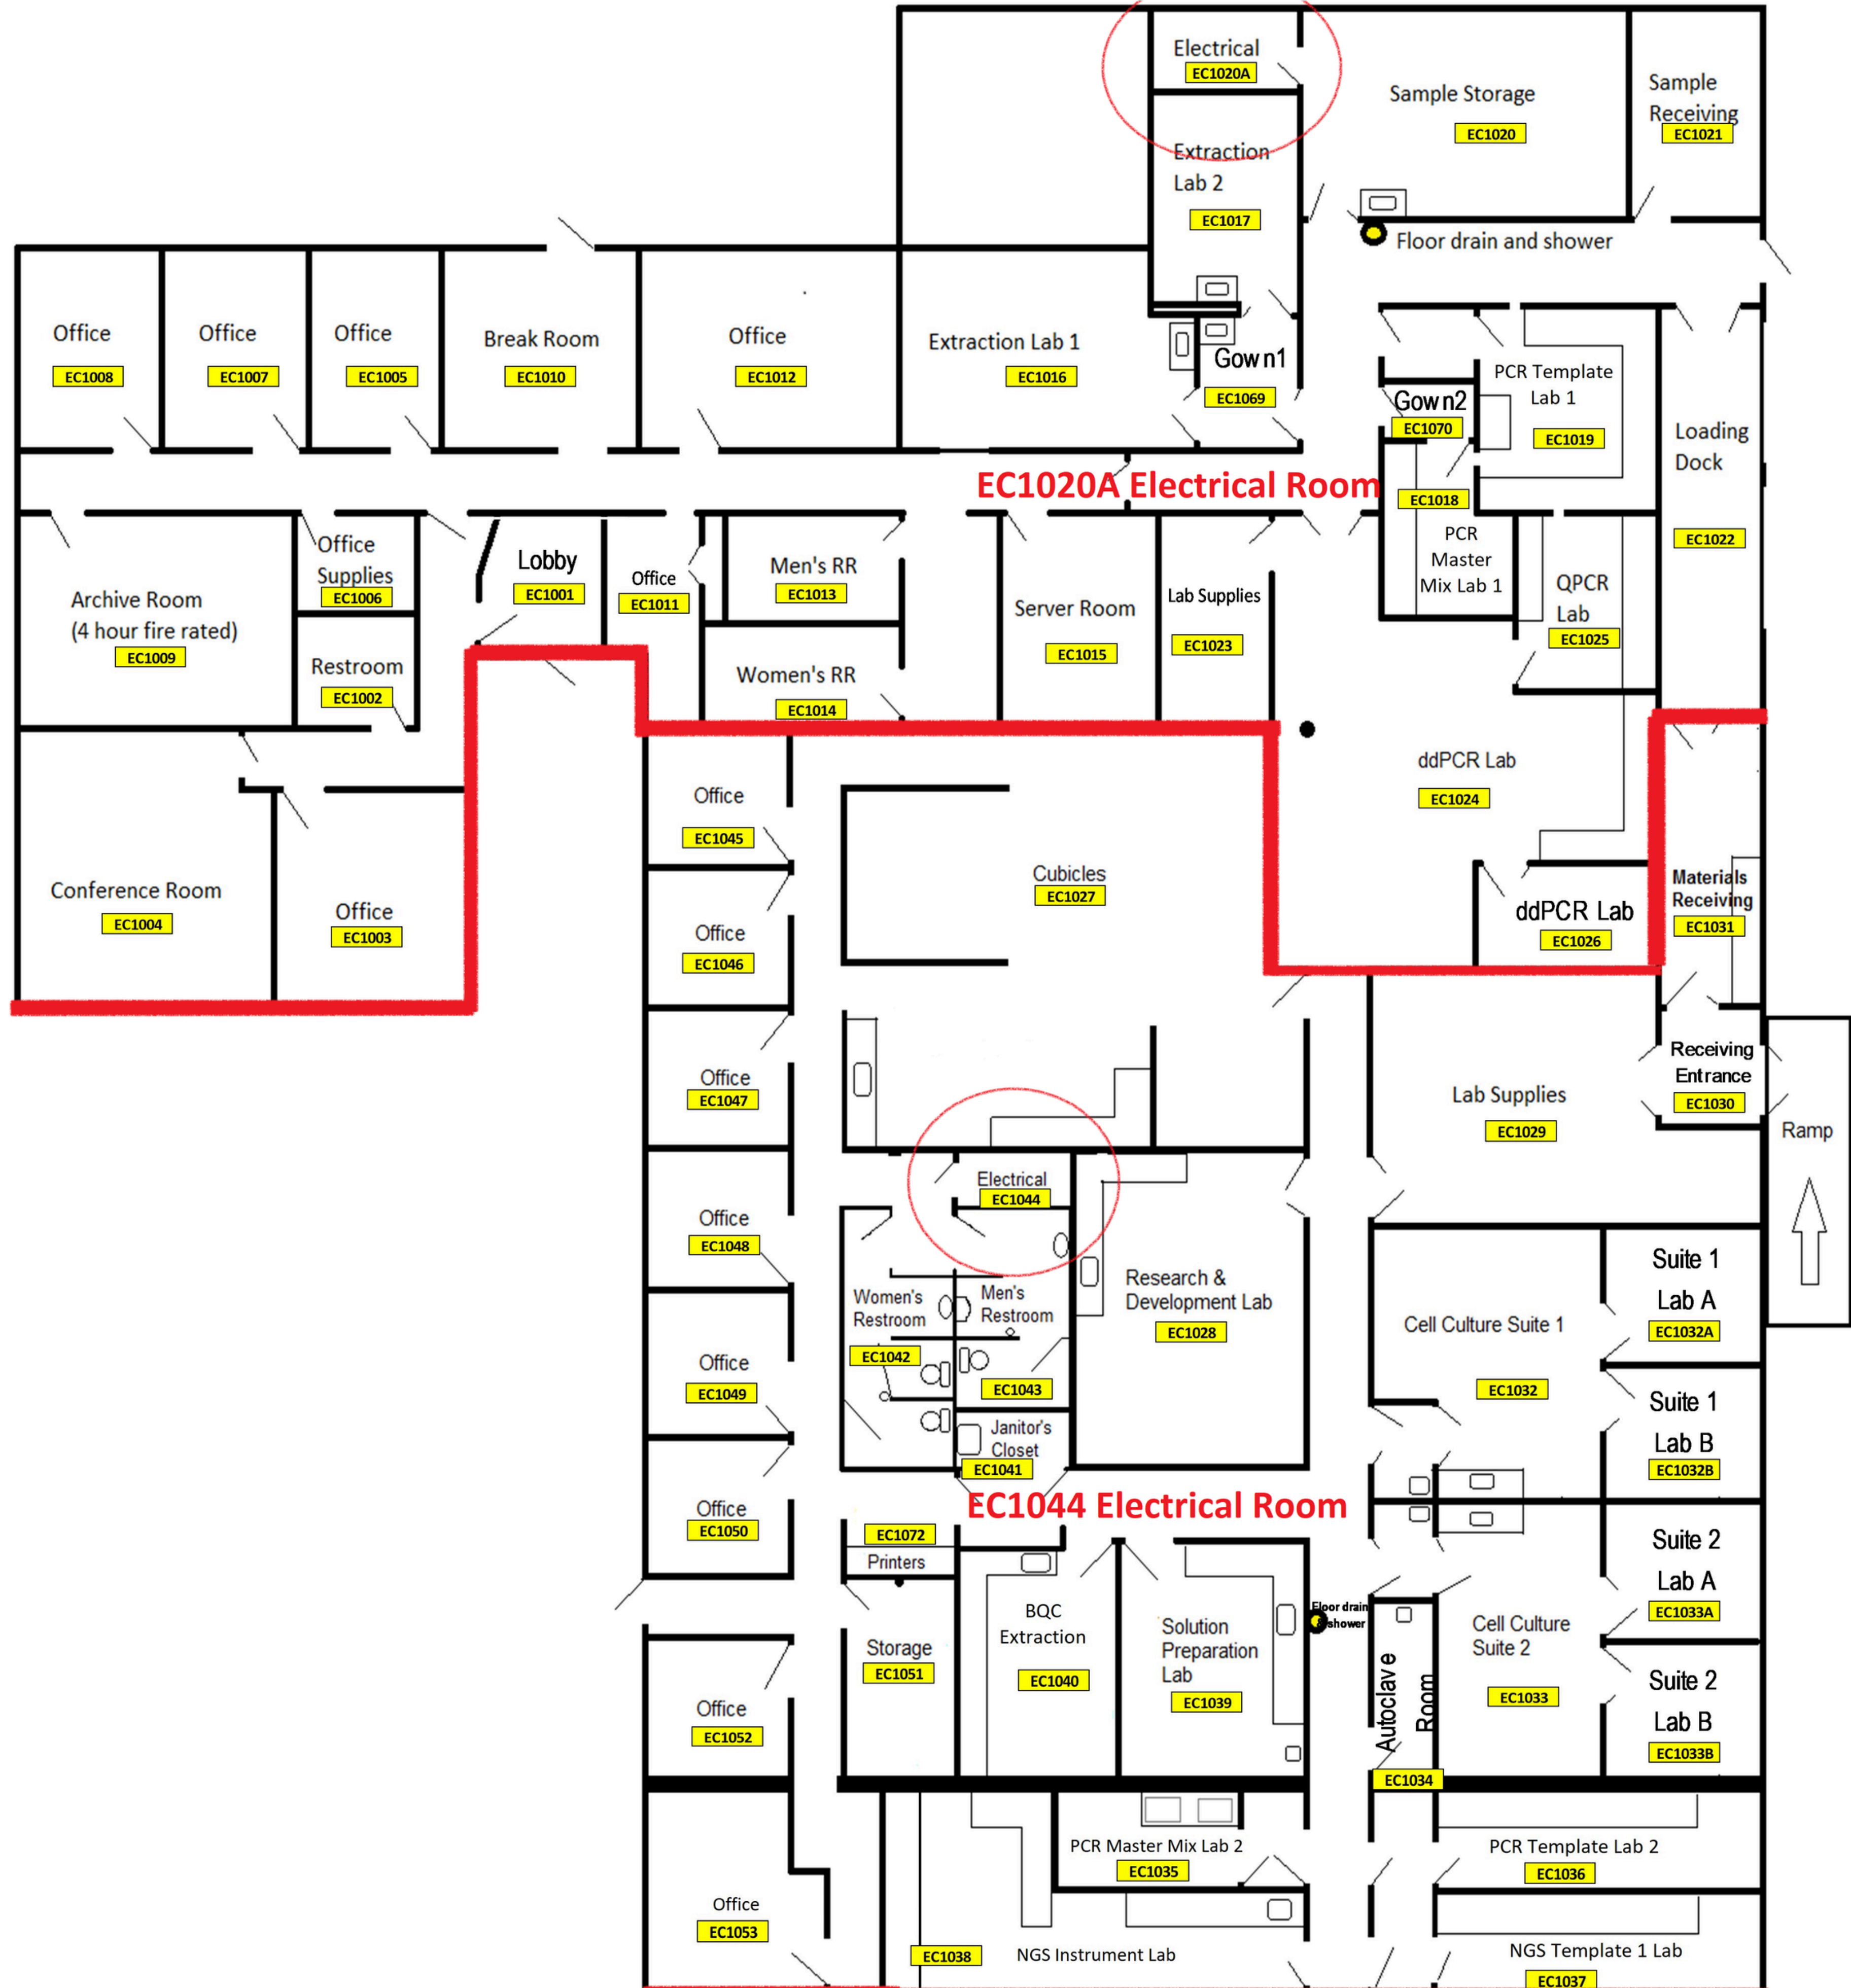 Electrical
EC1020A
Sample Storage
EC1020
Sample
Receiving
EC1021
Extraction
Lab 2
EC1017
Floor drain and shower
Office
EC1008
Office
EC1007
Office
EC1005
Break Room
EC1010
Office
EC1012
Extraction Lab 1
EC1016
Gown1
EC1069
Gown2
EC1070
PCR Template
Lab 1
EC1019
Loading
Dock
EC1022
EC1020A Electrical Room
EC1018
PCR
Master
Mix Lab 1
QPCR
Lab
EC1025
Archive Room
(4 hour fire rated)
EC1009
Office
Supplies
EC1006
Restroom
EC1002
Lobby
EC1001
Office
EC1011
Men's RR
EC1013
Women's RR
EC1014
Server Room
EC1015
Lab Supplies
EC1023
ddPCR Lab
EC1024
ddPCR Lab
EC1026
Materials
Receiving
EC1031
Conference Room
EC1004
Office
EC1003
Office
EC1045
Office
EC1046
Cubicles
EC1027
Office
EC1047
Lab Supplies
EC1029
Receiving
Entrance
EC1030
Ramp
Electrical
EC1044
Office
EC1048
Women's
Restroom
EC1042
Men's
Restroom
EC1043
Research &
Development Lab
EC1028
Cell Culture Suite 1
EC1032
Suite 1
Lab A
EC1032A
Suite 1
Lab B
EC1032B
Office
EC1049
Janitor's
Closet
EC1041
EC1044 Electrical Room
Office
EC1050
EC1072
Printers
Storage
EC1051
BQC
Extraction
EC1040
Solution
Preparation
Lab
EC1039
Floor drain
& shower
Autoclave
Room
EC1034
Cell Culture
Suite 2
EC1033
Suite 2
Lab A
EC1033A
Suite 2
Lab B
EC1033B
Office
EC1052
Office
EC1053
PCR Master Mix Lab 2
EC1035
PCR Template Lab 2
EC1036
EC1038
NGS Instrument Lab
NGS Template 1 Lab
EC1037